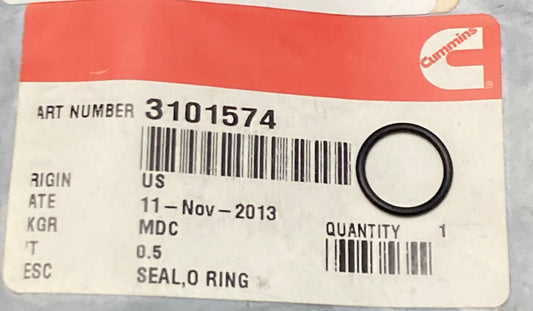 Cummins
ART NUMBER 3101574
RIGIN US
ATE 11-Nov-2013
KGR MDC
T 0.5
ESC SEAL,O RING
QUANTITY 1